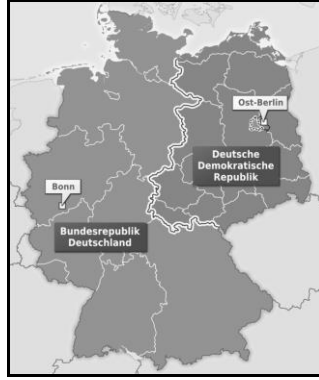 Ost-Berlin
Deutsche
Demokratische
Republik
Bonn
Bundesrepublik
Deutschland